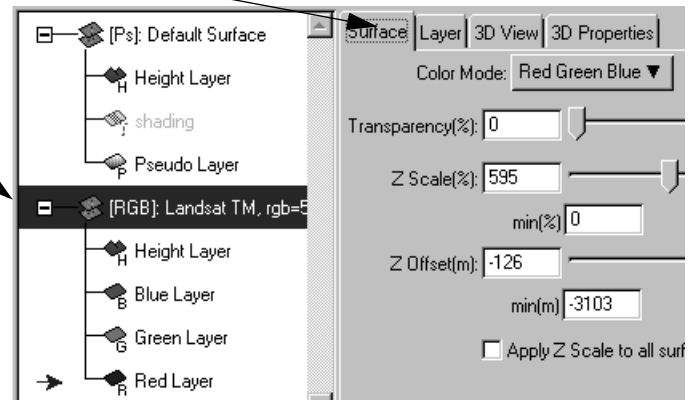 [Ps]: Default Surface
Height Layer
H
shading
Pseudo Layer
P
[RGB]: Landsat TM, rgb=5
Height Layer
H
Blue Layer
B
Green Layer
G
Red Layer
R
Surface Layer 3D View 3D Properties
Color Mode: Red Green Blue
Transparency(%): 0
Z Scale(%): 595
min(%) 0
Z Offset(m): -126
min(m) -3103
Apply Z Scale to all surf